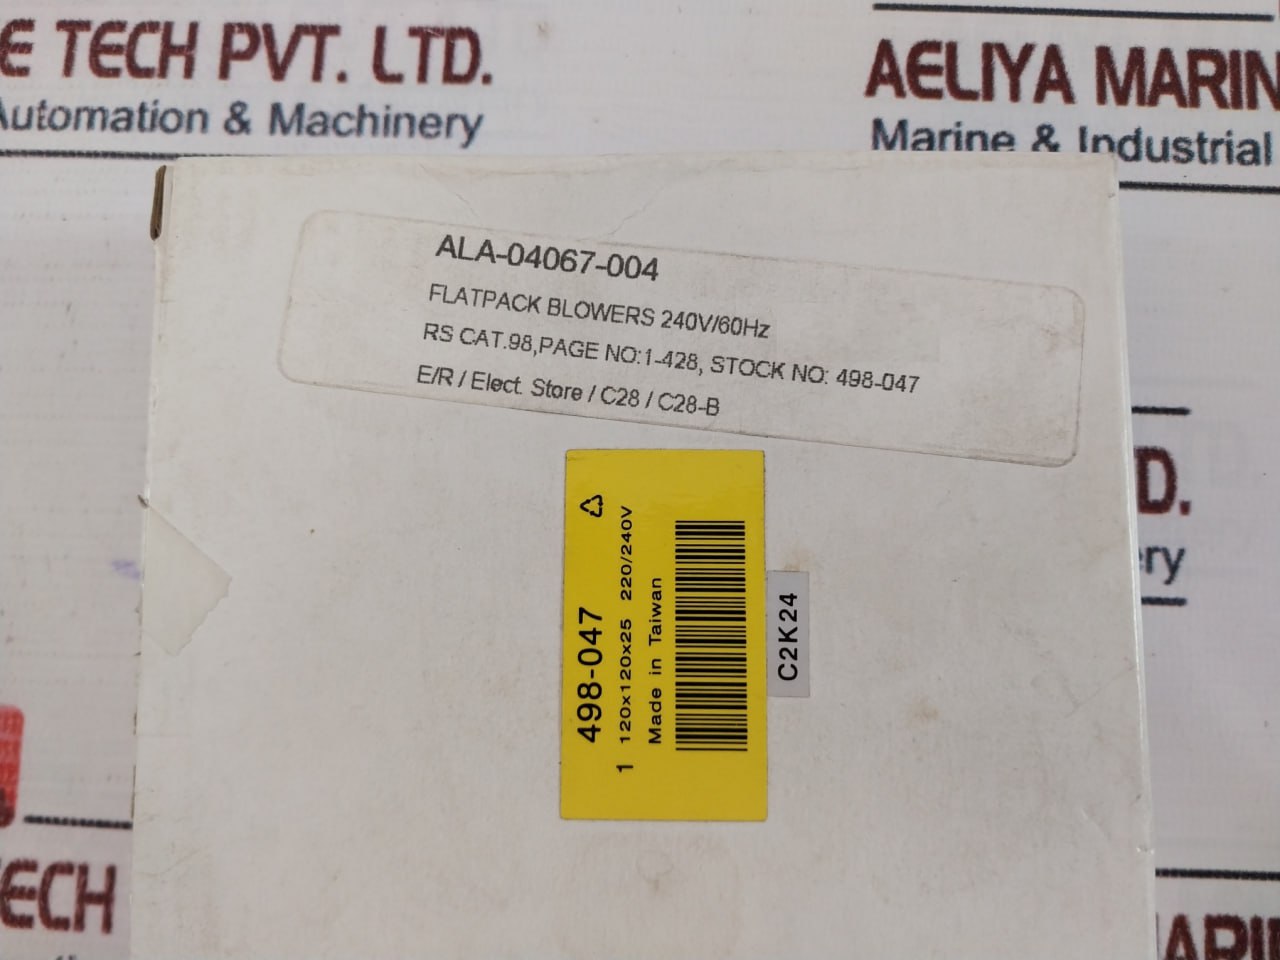 E TECH PVT. LTD.
Automation & Machinery
AELIYA MARIN
Marine & Industrial
ALA-04067-004
FLATPACK BLOWERS 240V/60Hz
RS CAT.98,PAGE NO:1-428, STOCK NO: 498-047
E/R / Elect. Store / C28 / C28-B
498-047
1 120x120x25 220/240V
Made in Taiwan
C2K24
D.
ry
ECH
ARI